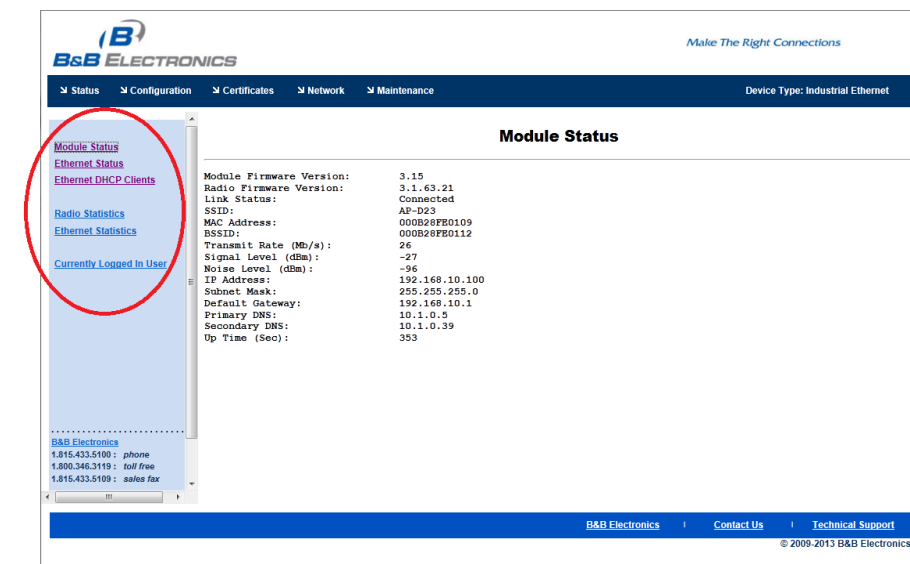 B&B ELECTRONICS
Make The Right Connections
Status Configuration Certificates Network Maintenance Device Type: Industrial Ethernet
Module Status
Ethernet Status
Ethernet DHCP Clients
Radio Statistics
Ethernet Statistics
Currently Logged In User
B&B Electronics
1.815.433.5100 : phone
1.800.346.3119 : toll free
1.815.433.5109 : sales fax
Module Status
Module Firmware Version: 3.15
Radio Firmware Version: 3.1.63.21
Link Status: Connected
SSID: AP-D23
MAC Address: 000B28FE0109
BSSID: 000B28FE0112
Transmit Rate (Mb/s): 26
Signal Level (dBm): -27
Noise Level (dBm): -96
IP Address: 192.168.10.100
Subnet Mask: 255.255.255.0
Default Gateway: 192.168.10.1
Primary DNS: 10.1.0.5
Secondary DNS: 10.1.0.39
Up Time (Sec): 353
B&B Electronics | Contact Us | Technical Support
© 2009-2013 B&B Electronics